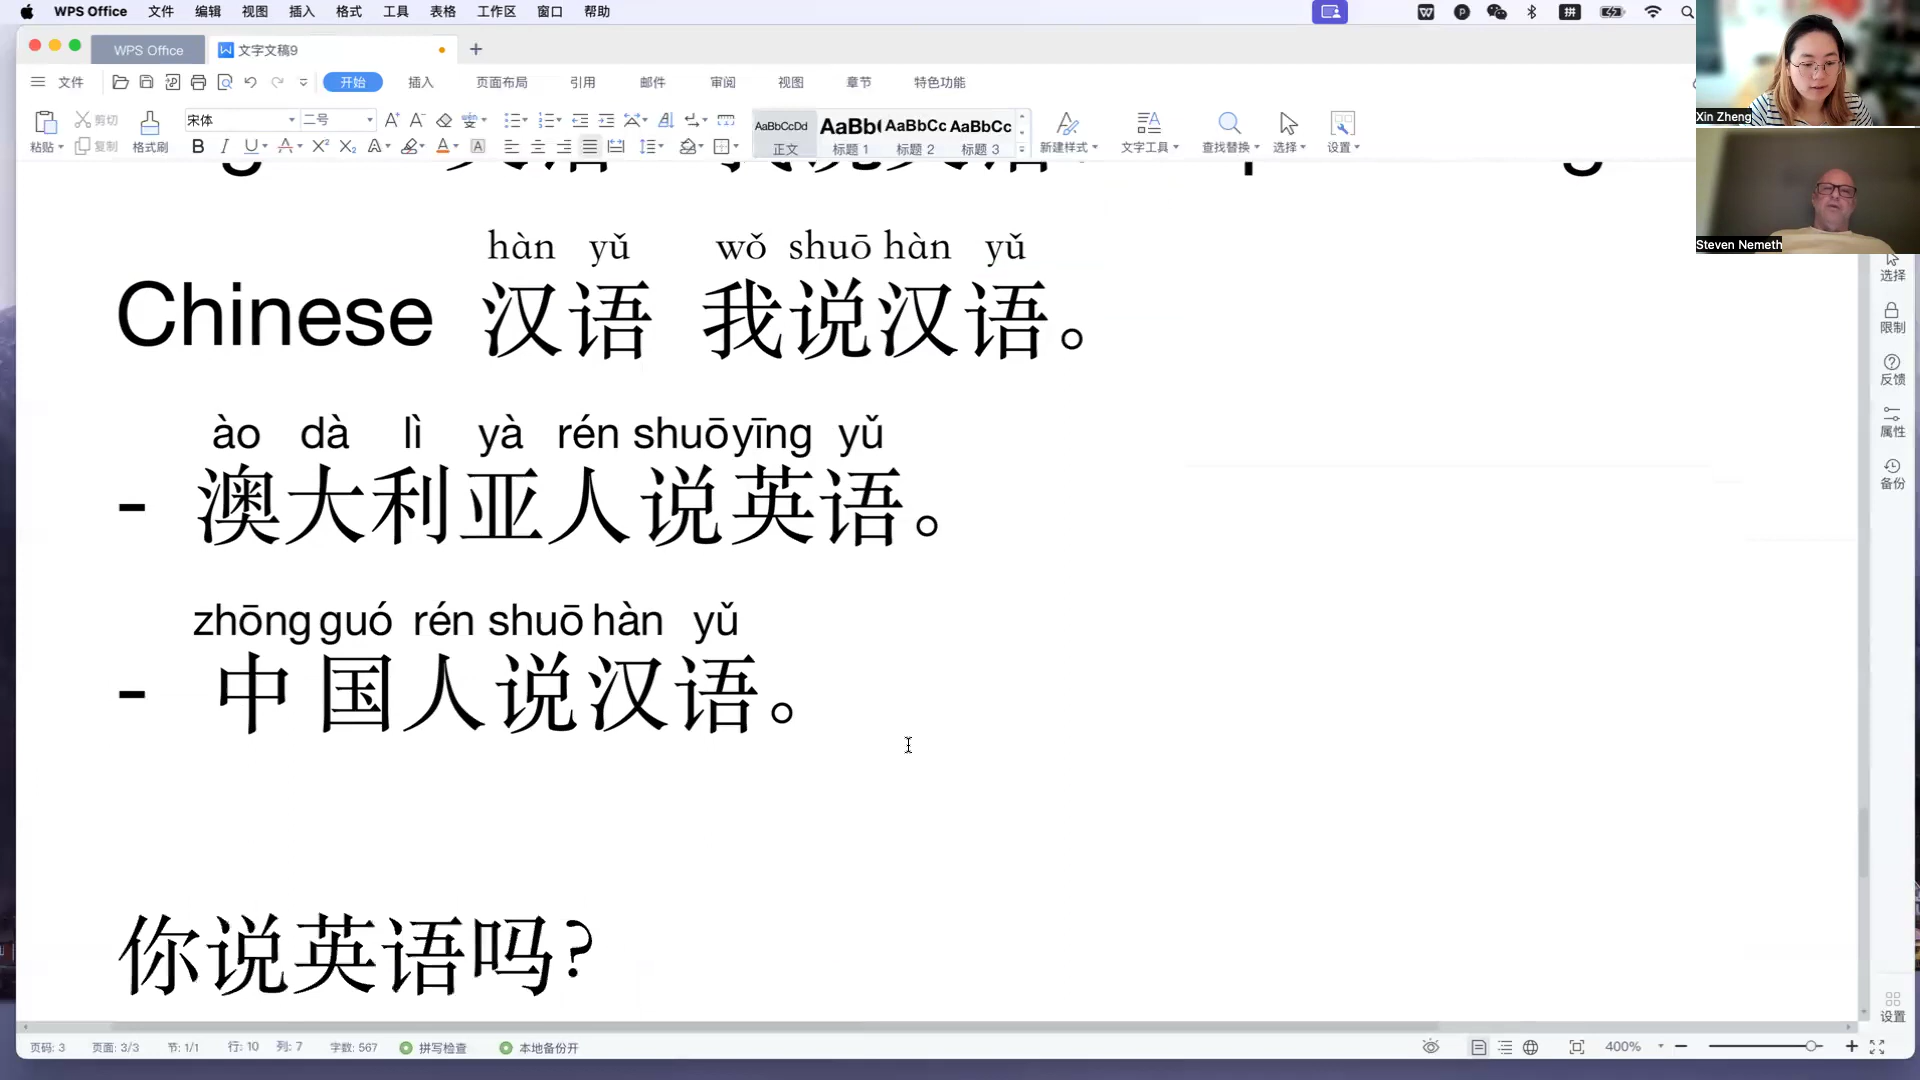 WPS Office 文件 编辑 视图 插入 格式 工具 表格 工作区 窗口 帮助
WPS Office 文字文稿9
文件 开始 插入 页面布局 引用 邮件 审阅 视图 章节 特色功能
粘贴 剪切 复制 格式刷 宋体 二号
AaBbCcDd 正文 AaBb 标题 1 AaBbCc 标题 2 AaBbCc 标题 3 新建样式 文字工具 查找替换 选择 设置
Xin Zheng
Steven Nemeth
hàn yǔ wǒ shuō hàn yǔ
Chinese 汉语 我说汉语。
ào dà lì yà rén shuō yīng yǔ
- 澳大利亚人说英语。
zhōng guó rén shuō hàn yǔ
- 中国人说汉语。
你说英语吗?
选择
限制
反馈
属性
备份
设置
页码: 3 页面: 3/3 节: 1/1 行: 10 列: 7 字数: 567 拼写检查 本地备份开 400%